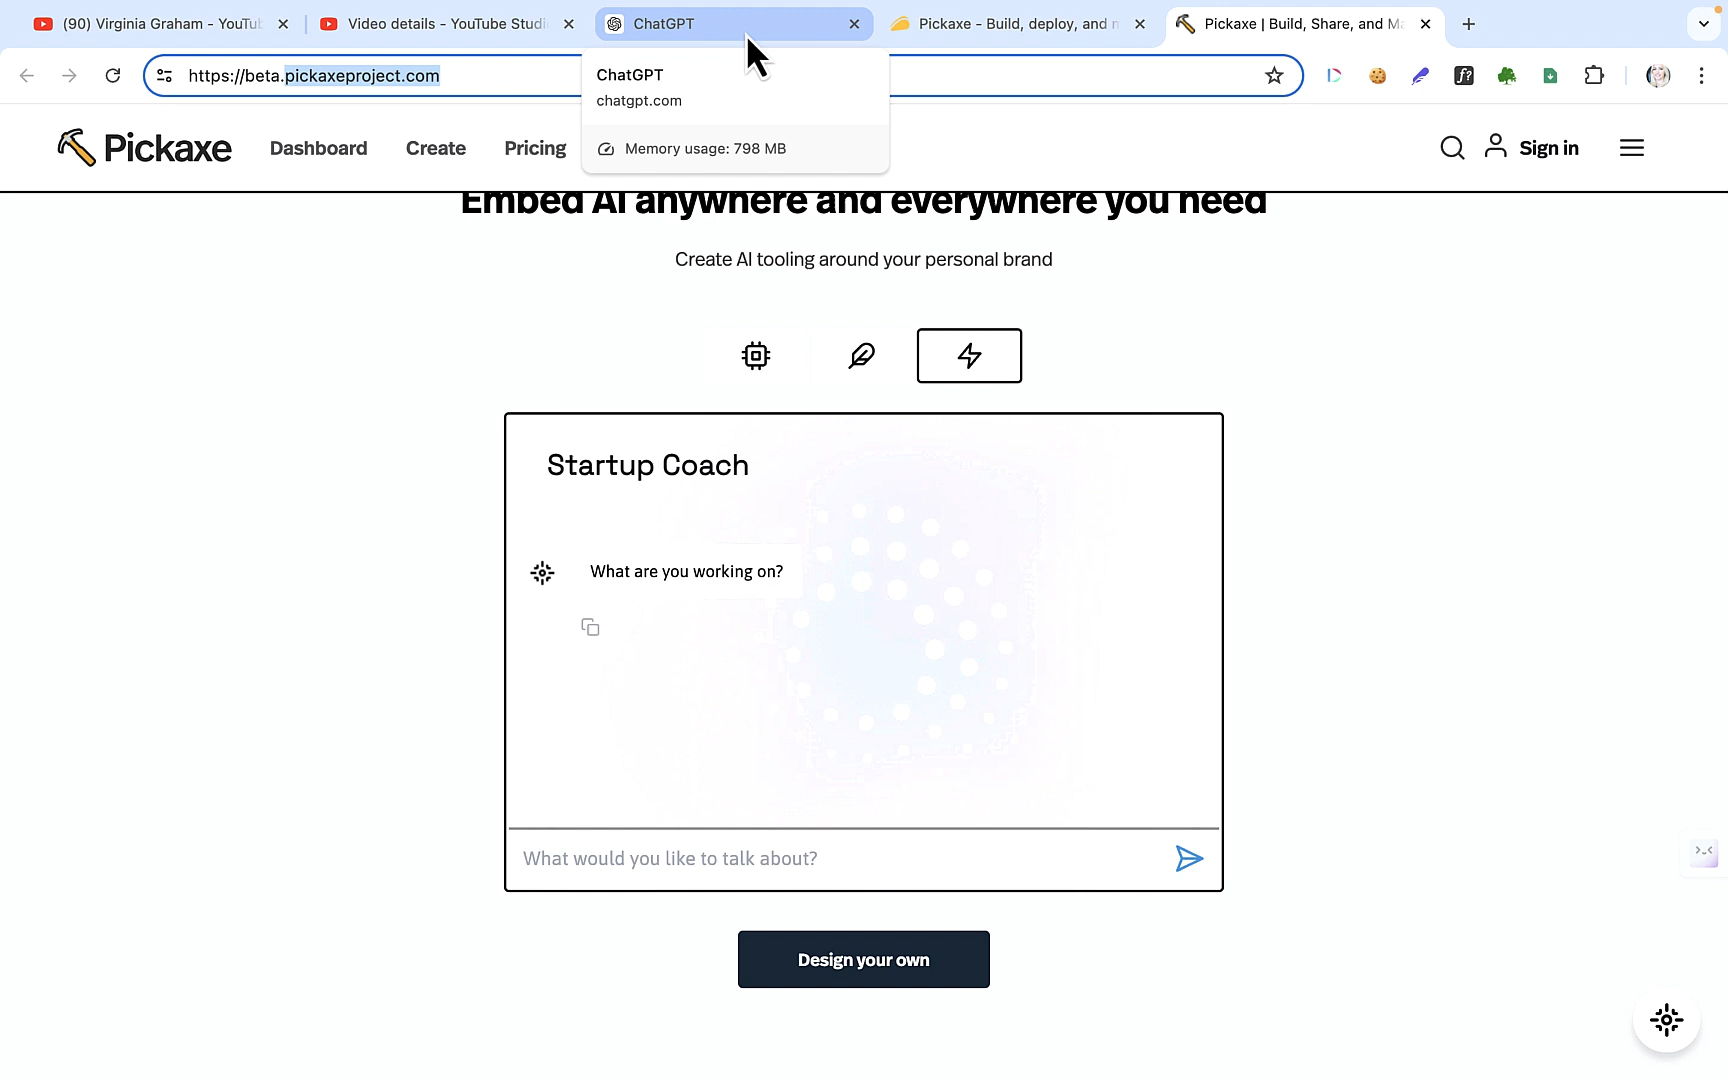 (90) Virginia Graham - YouTub
Video details - YouTube Studi
ChatGPT
Pickaxe - Build, deploy, and m
Pickaxe | Build, Share, and Ma
https://beta.pickaxeproject.com
ChatGPT
chatgpt.com
Memory usage: 798 MB
Pickaxe
Dashboard
Create
Pricing
Sign in
Embed AI anywhere and everywhere you need
Create AI tooling around your personal brand
Startup Coach
What are you working on?
What would you like to talk about?
Design your own